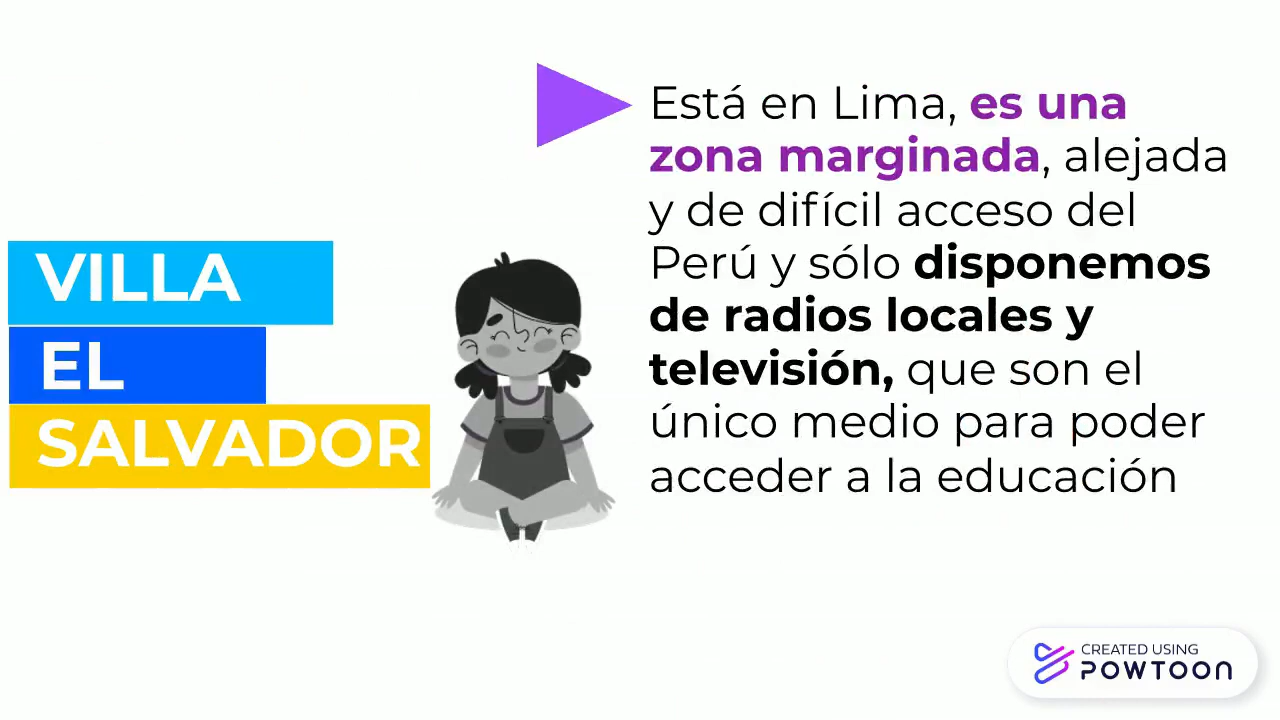 VILLA
EL
SALVADOR
Está en Lima, es una
zona marginada, alejada
y de difícil acceso del
Perú y sólo disponemos
de radios locales y
televisión, que son el
único medio para poder
acceder a la educación
CREATED USING
POWTOON